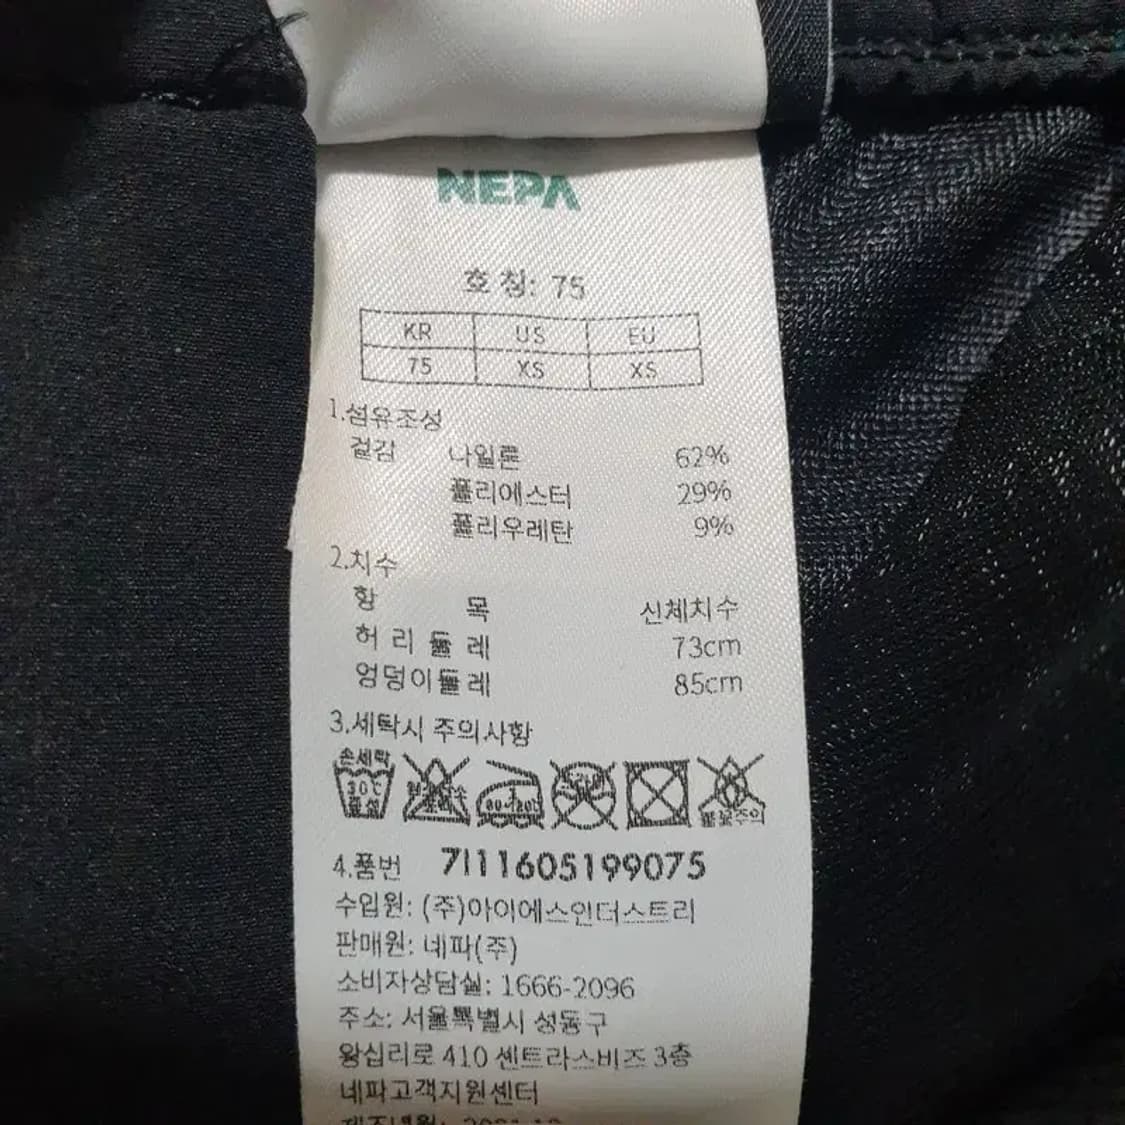 NEPA
호칭: 75
KR US EU
75 XS XS
1.섬유조성
겉감 나일론 62%
폴리에스터 29%
폴리우레탄 9%
2.치수
항 목 신체치수
허리둘레 73cm
엉덩이둘레 85cm
3.세탁시 주의사항
손세탁
30℃
중성
80-120℃
불꽃주의
4.품번 7I11605199075
수입원: (주)아이에스인더스트리
판매원: 네파(주)
소비자상담실: 1666-2096
주소: 서울특별시 성동구
왕십리로 410 센트라스비즈 3층
네파고객지원센터
제조년월: